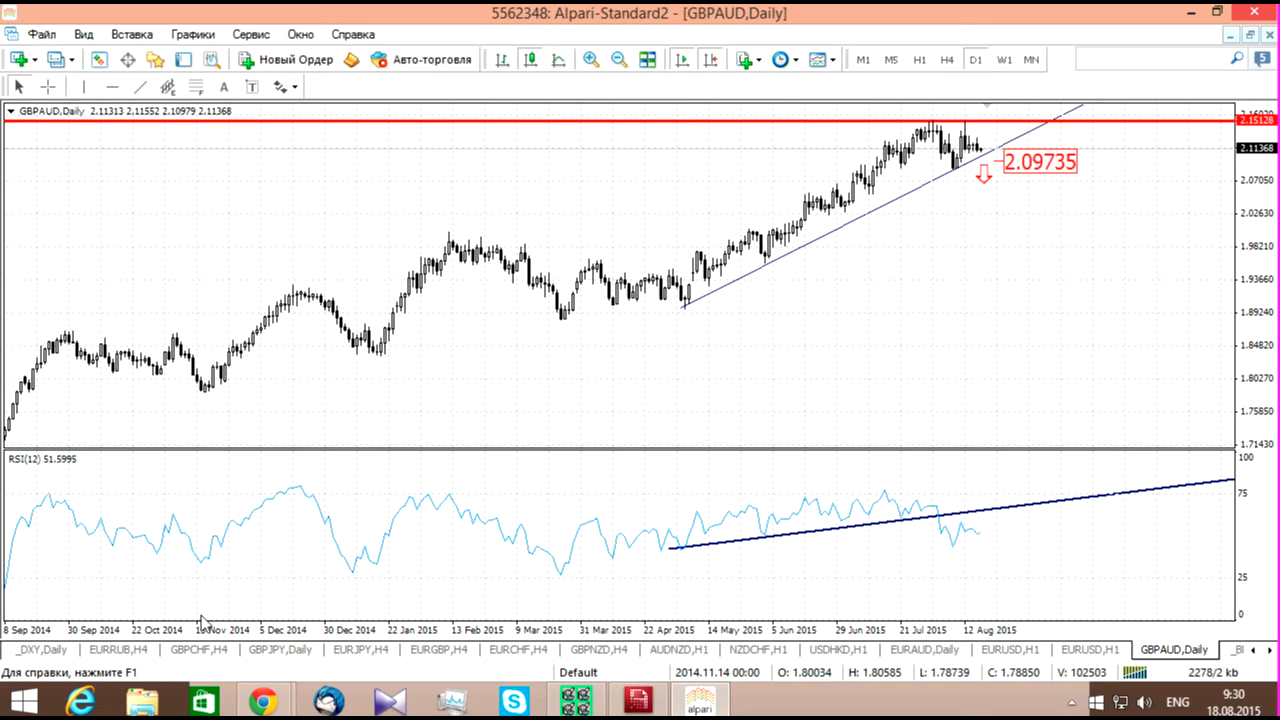 5562348: Alpari-Standard2 - [GBPAUD,Daily]
Файл Вид Вставка Графики Сервис Окно Справка
Новый Ордер Авто-торговля M1 M5 H1 H4 D1 W1 MN 5
A T
GBPAUD,Daily 2.11313 2.11552 2.10979 2.11368
2.15128
2.11368
2.09735
2.07050
2.02630
1.98210
1.93660
1.89240
1.84820
1.80270
1.75850
1.71430
RSI(12) 51.5995
100
75
25
0
8 Sep 2014 30 Sep 2014 22 Oct 2014 Nov 2014 5 Dec 2014 30 Dec 2014 22 Jan 2015 13 Feb 2015 9 Mar 2015 31 Mar 2015 22 Apr 2015 14 May 2015 5 Jun 2015 29 Jun 2015 21 Jul 2015 12 Aug 2015
_DXY,Daily EURRUB,H4 GBPCHF,H4 GBPJPY,Daily EURJPY,H4 EURGBP,H4 EURCHF,H4 GBPNZD,H4 AUDNZD,H1 NZDCHF,H1 USDHKD,H1 EURAUD,Daily EURUSD,H1 EURUSD,H1 GBPAUD,Daily
Для справки, нажмите F1 Default 2014.11.14 00:00 O: 1.80034 H: 1.80585 L: 1.78739 C: 1.78850 V: 102503 2278/2 kb
alpari ENG 9:30
18.08.2015